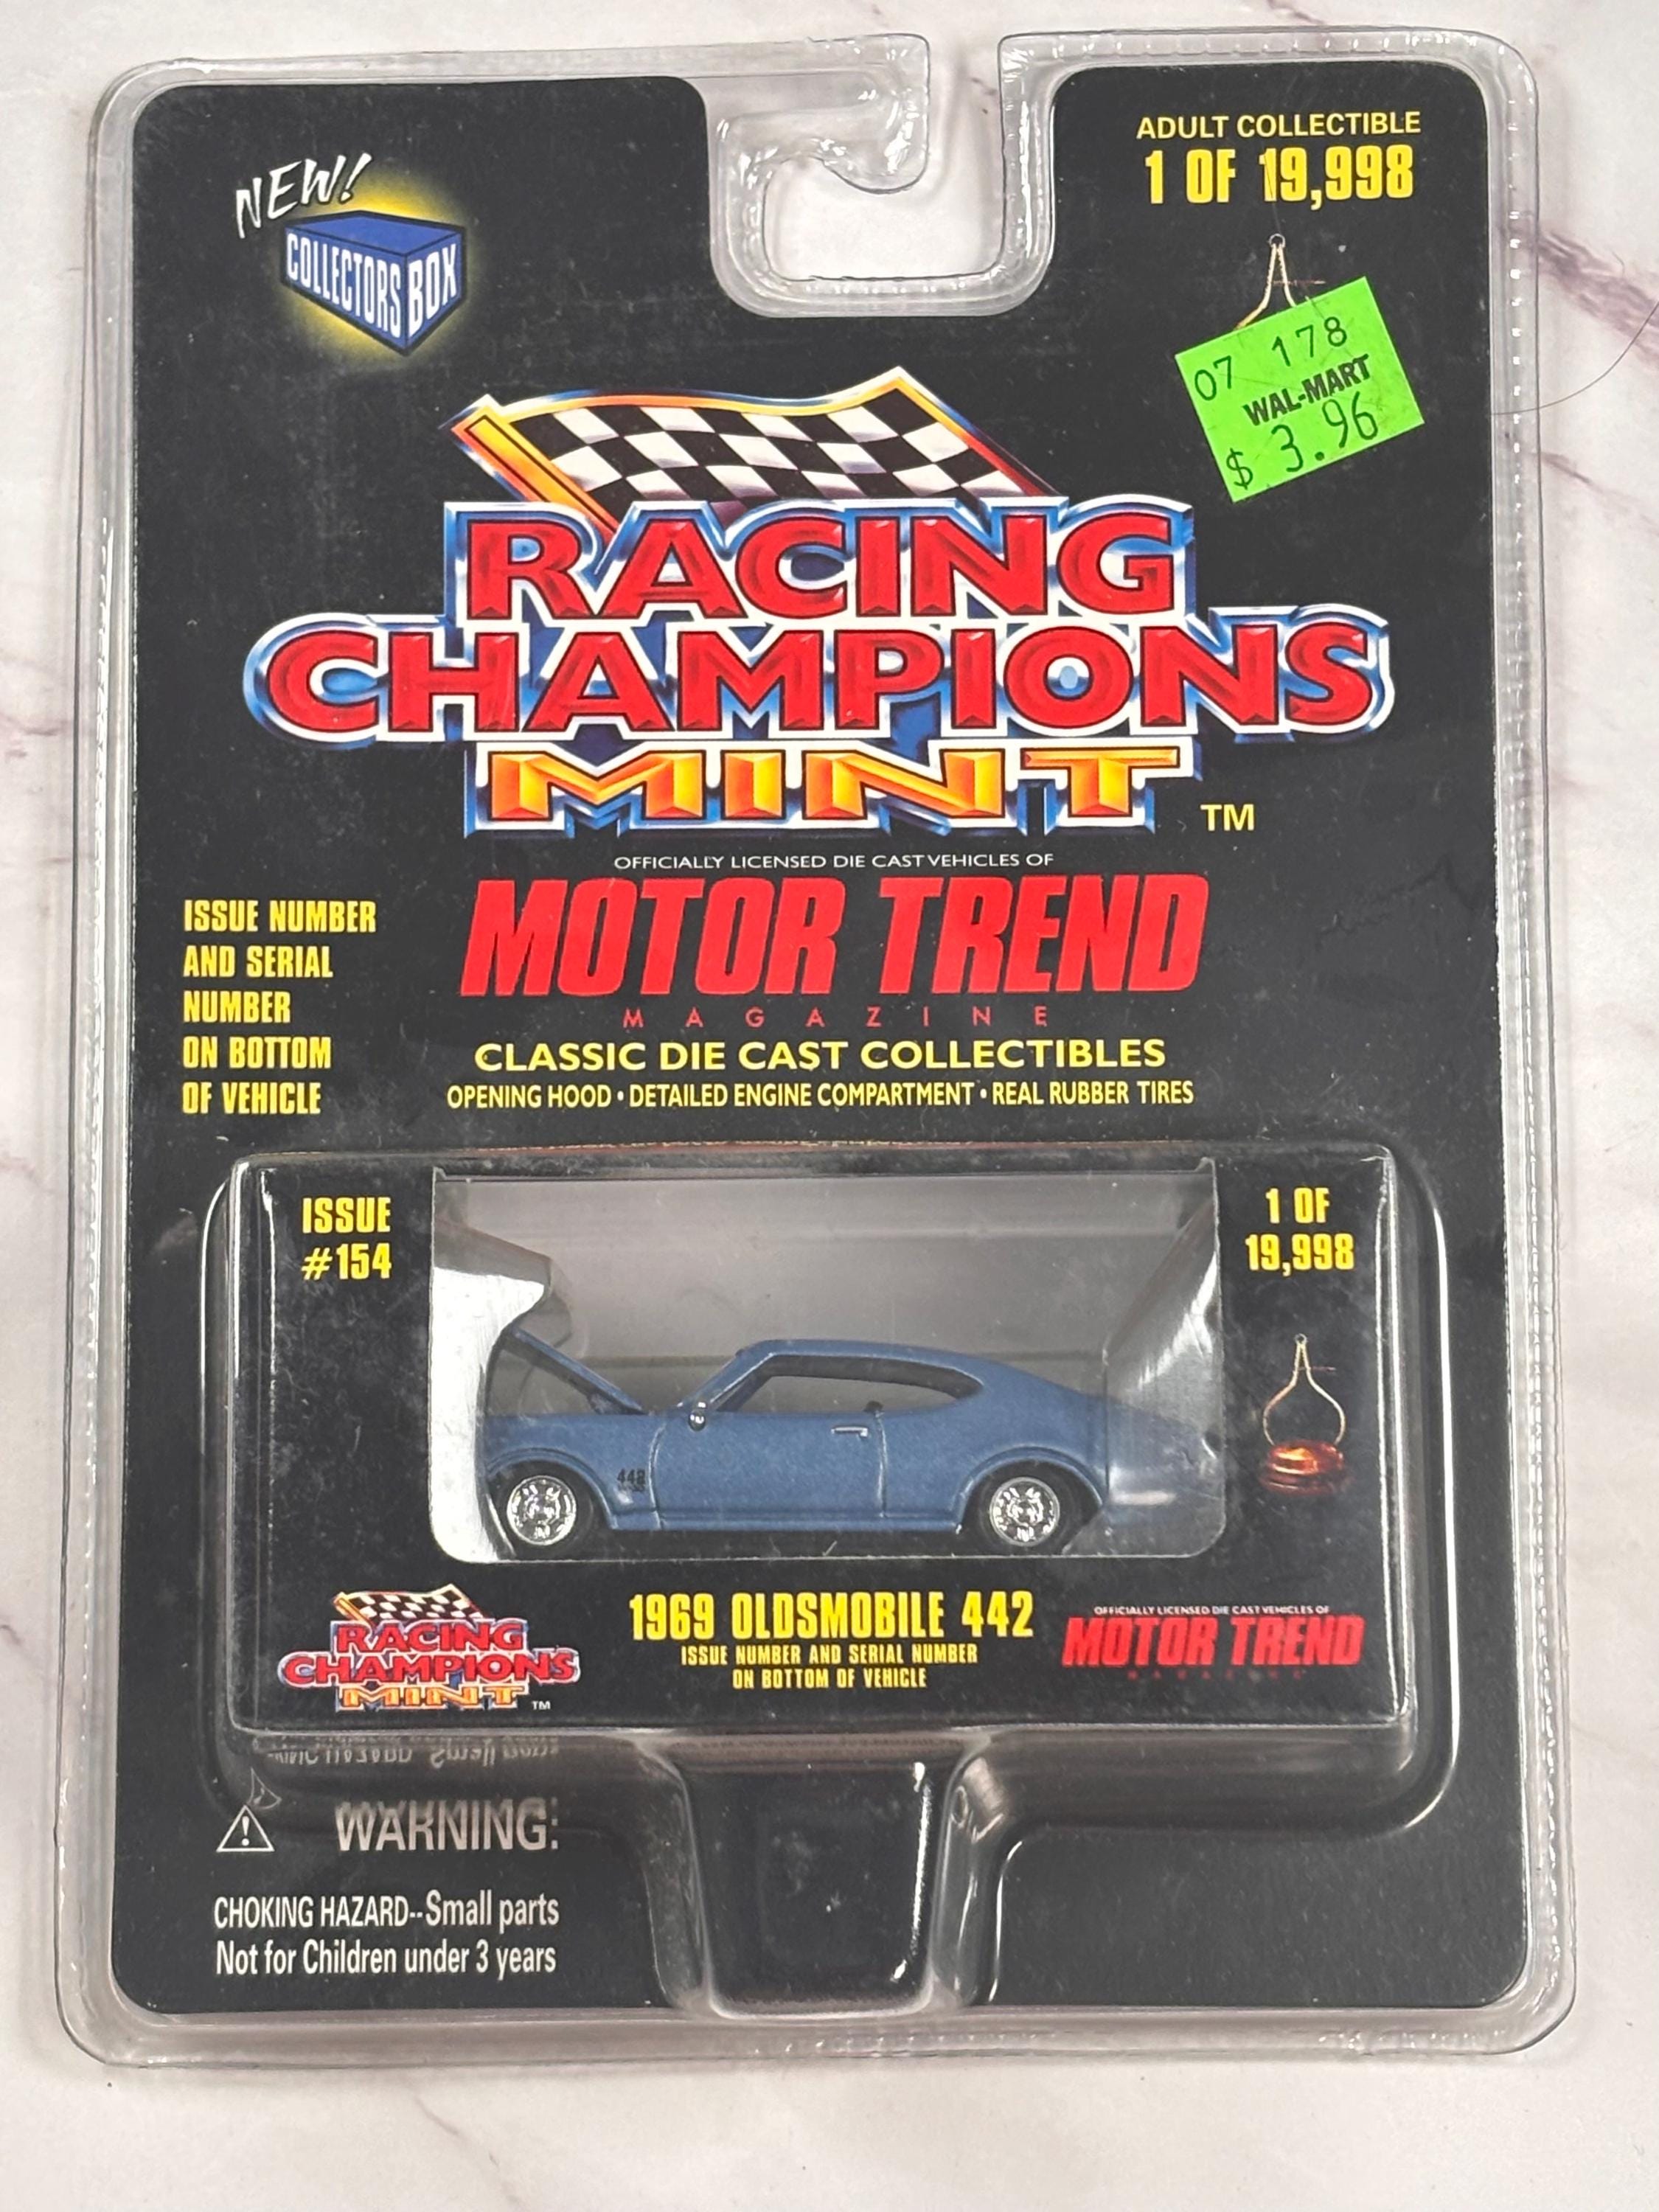 NEW!
COLLECTORS BOX
ADULT COLLECTIBLE
1 OF 19,998
07 178
WAL-MART
$ 3.96
RACING
CHAMPIONS
MINT TM
OFFICIALLY LICENSED DIE CAST VEHICLES OF
MOTOR TREND
MAGAZINE
CLASSIC DIE CAST COLLECTIBLES
OPENING HOOD • DETAILED ENGINE COMPARTMENT • REAL RUBBER TIRES
ISSUE NUMBER
AND SERIAL
NUMBER
ON BOTTOM
OF VEHICLE
ISSUE
#154
1 OF
19,998
442
RACING
CHAMPIONS
MINT TM
1969 OLDSMOBILE 442
ISSUE NUMBER AND SERIAL NUMBER
ON BOTTOM OF VEHICLE
OFFICIALLY LICENSED DIE CAST VEHICLES OF
MOTOR TREND
MAGAZINE
WARNING:
CHOKING HAZARD--Small parts
Not for Children under 3 years